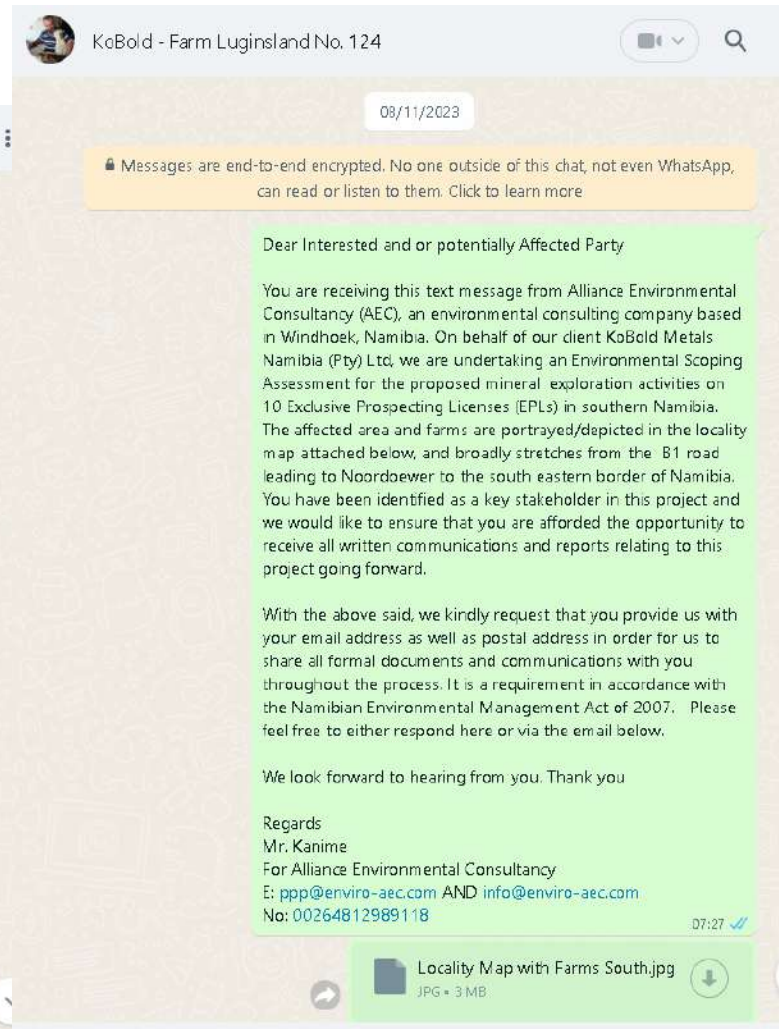 KoBold - Farm Luginsland No. 124
08/11/2023
Messages are end-to-end encrypted. No one outside of this chat, not even WhatsApp,
can read or listen to them. Click to learn more
Dear Interested and or potentially Affected Party
You are receiving this text message from Alliance Environmental
Consultancy (AEC), an environmental consulting company based
in Windhoek, Namibia. On behalf of our client KoBold Metals
Namibia (Pty) Ltd, we are undertaking an Environmental Scoping
Assessment for the proposed mineral exploration activities on
10 Exclusive Prospecting Licenses (EPLs) in southern Namibia.
The affected area and farms are portrayed/depicted in the locality
map attached below, and broadly stretches from the B1 road
leading to Noordoewer to the south eastern border of Namibia.
You have been identified as a key stakeholder in this project and
we would like to ensure that you are afforded the opportunity to
receive all written communications and reports relating to this
project going forward.
With the above said, we kindly request that you provide us with
your email address as well as postal address in order for us to
share all formal documents and communications with you
throughout the process. It is a requirement in accordance with
the Namibian Environmental Management Act of 2007. Please
feel free to either respond here or via the email below.
We look forward to hearing from you. Thank you
Regards
Mr. Kanime
For Alliance Environmental Consultancy
E: ppp@enviro-aec.com AND info@enviro-aec.com
No: 00264812989118
07:27
Locality Map with Farms South.jpg
JPG • 3 MB